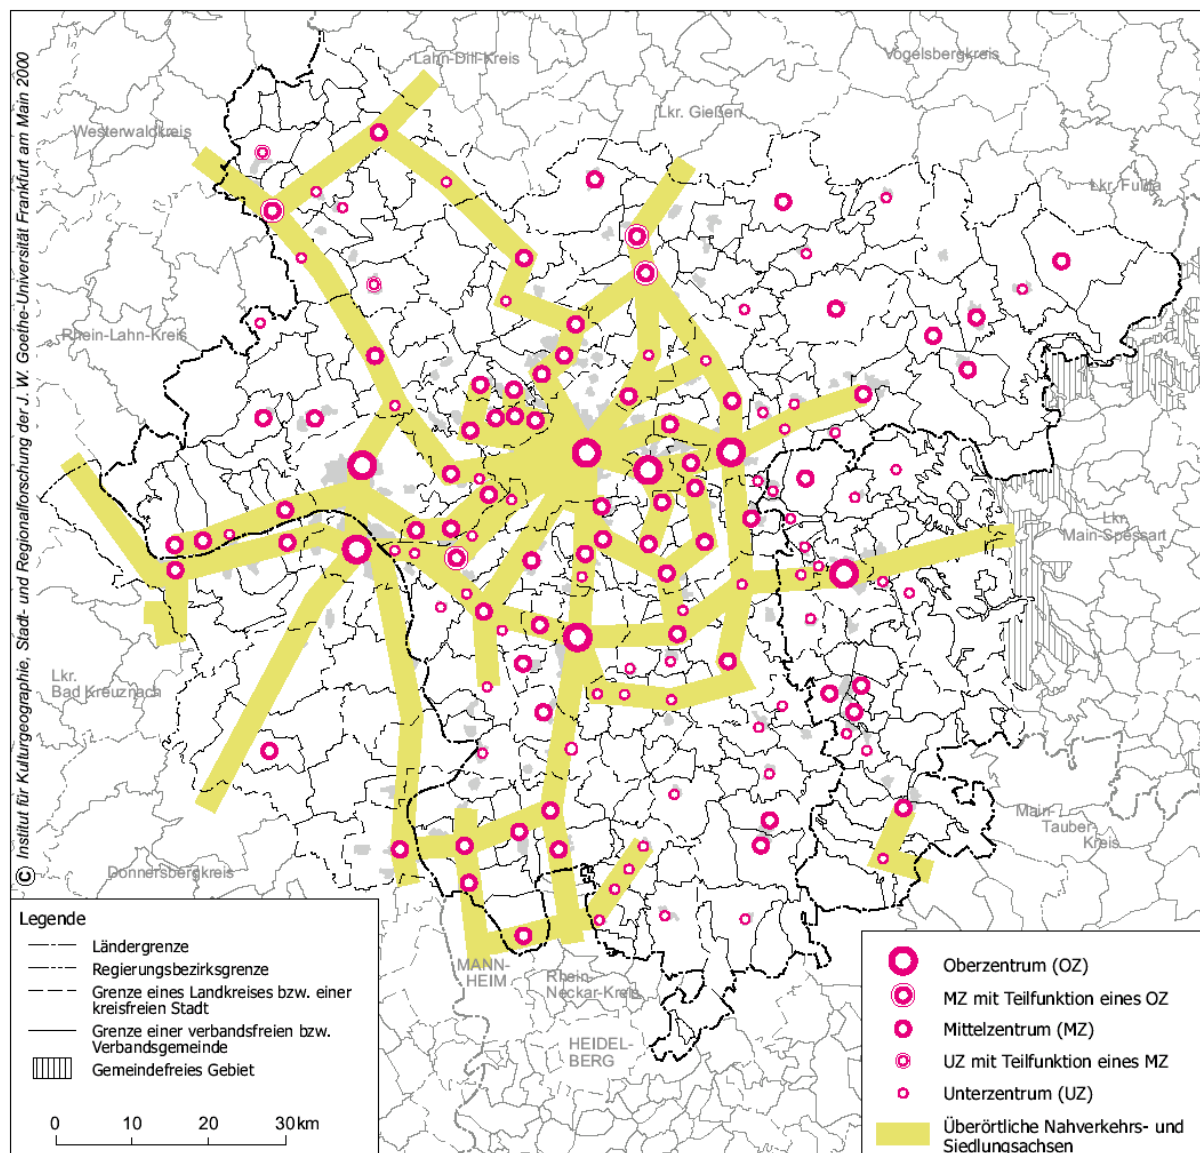 © Institut für Kulturgeographie, Stadt- und Regionalforschung der J. W. Goethe-Universität Frankfurt am Main 2000
Lahn-Dill-Kreis
Vogelsbergkreis
Westerwaldkreis
Lkr. Gießen
Lkr. Fulda
Rhein-Lahn-Kreis
Lkr.
Main-Spessart
Lkr.
Bad Kreuznach
Main-
Tauber-
Kreis
Donnersbergkreis
MANN-
HEIM
Rhein-
Neckar-Kreis
HEIDEL-
BERG
Legende
Ländergrenze
Regierungsbezirksgrenze
Grenze eines Landkreises bzw. einer
kreisfreien Stadt
Grenze einer verbandsfreien bzw.
Verbandsgemeinde
Gemeindefreies Gebiet
0 10 20 30 km
Oberzentrum (OZ)
MZ mit Teilfunktion eines OZ
Mittelzentrum (MZ)
UZ mit Teilfunktion eines MZ
Unterzentrum (UZ)
Überörtliche Nahverkehrs- und
Siedlungsachsen